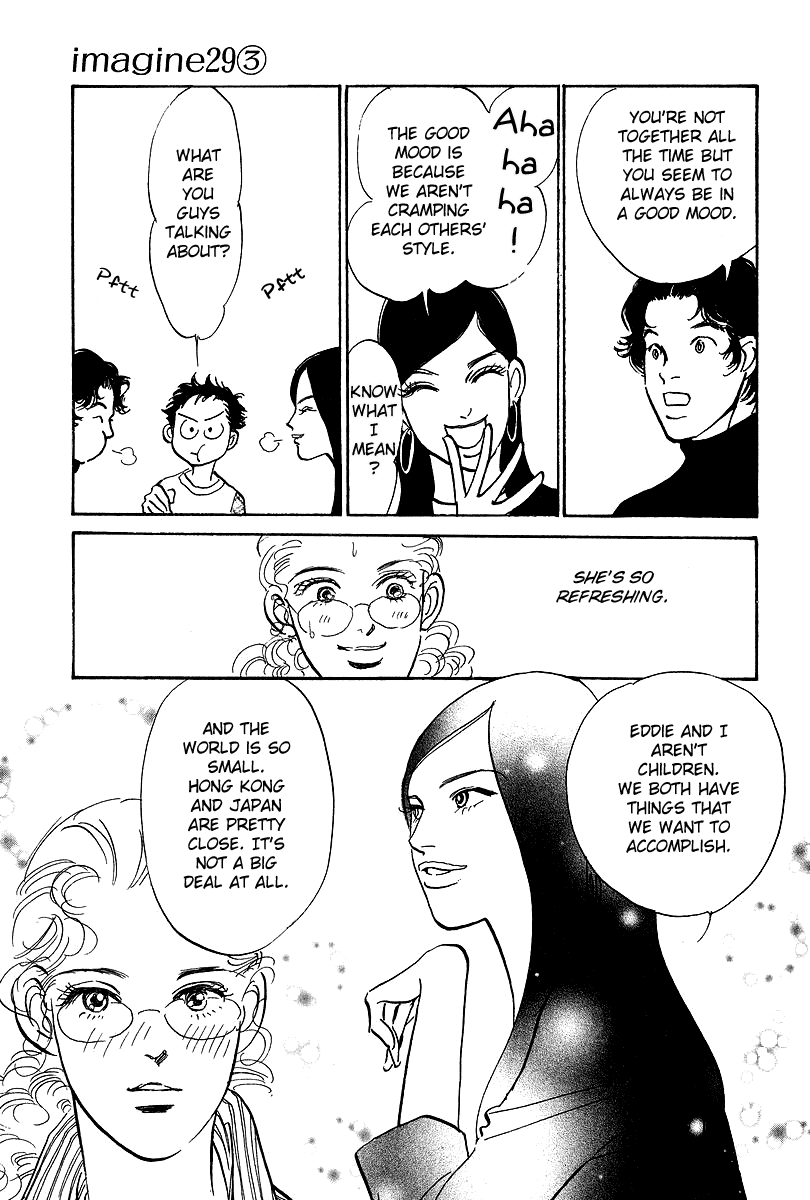 imagine29③
YOU'RE NOT
TOGETHER ALL
THE TIME BUT
YOU SEEM TO
ALWAYS BE IN
A GOOD MOOD.
Aha
ha
ha
!
THE GOOD
MOOD IS
BECAUSE
WE AREN'T
CRAMPING
EACH OTHERS'
STYLE.
KNOW
WHAT
I
MEAN
?
WHAT
ARE
YOU
GUYS
TALKING
ABOUT?
Pftt
Pftt
SHE'S SO
REFRESHING.
EDDIE AND I
AREN'T
CHILDREN.
WE BOTH HAVE
THINGS THAT
WE WANT TO
ACCOMPLISH.
AND THE
WORLD IS SO
SMALL.
HONG KONG
AND JAPAN
ARE PRETTY
CLOSE. IT'S
NOT A BIG
DEAL AT ALL.